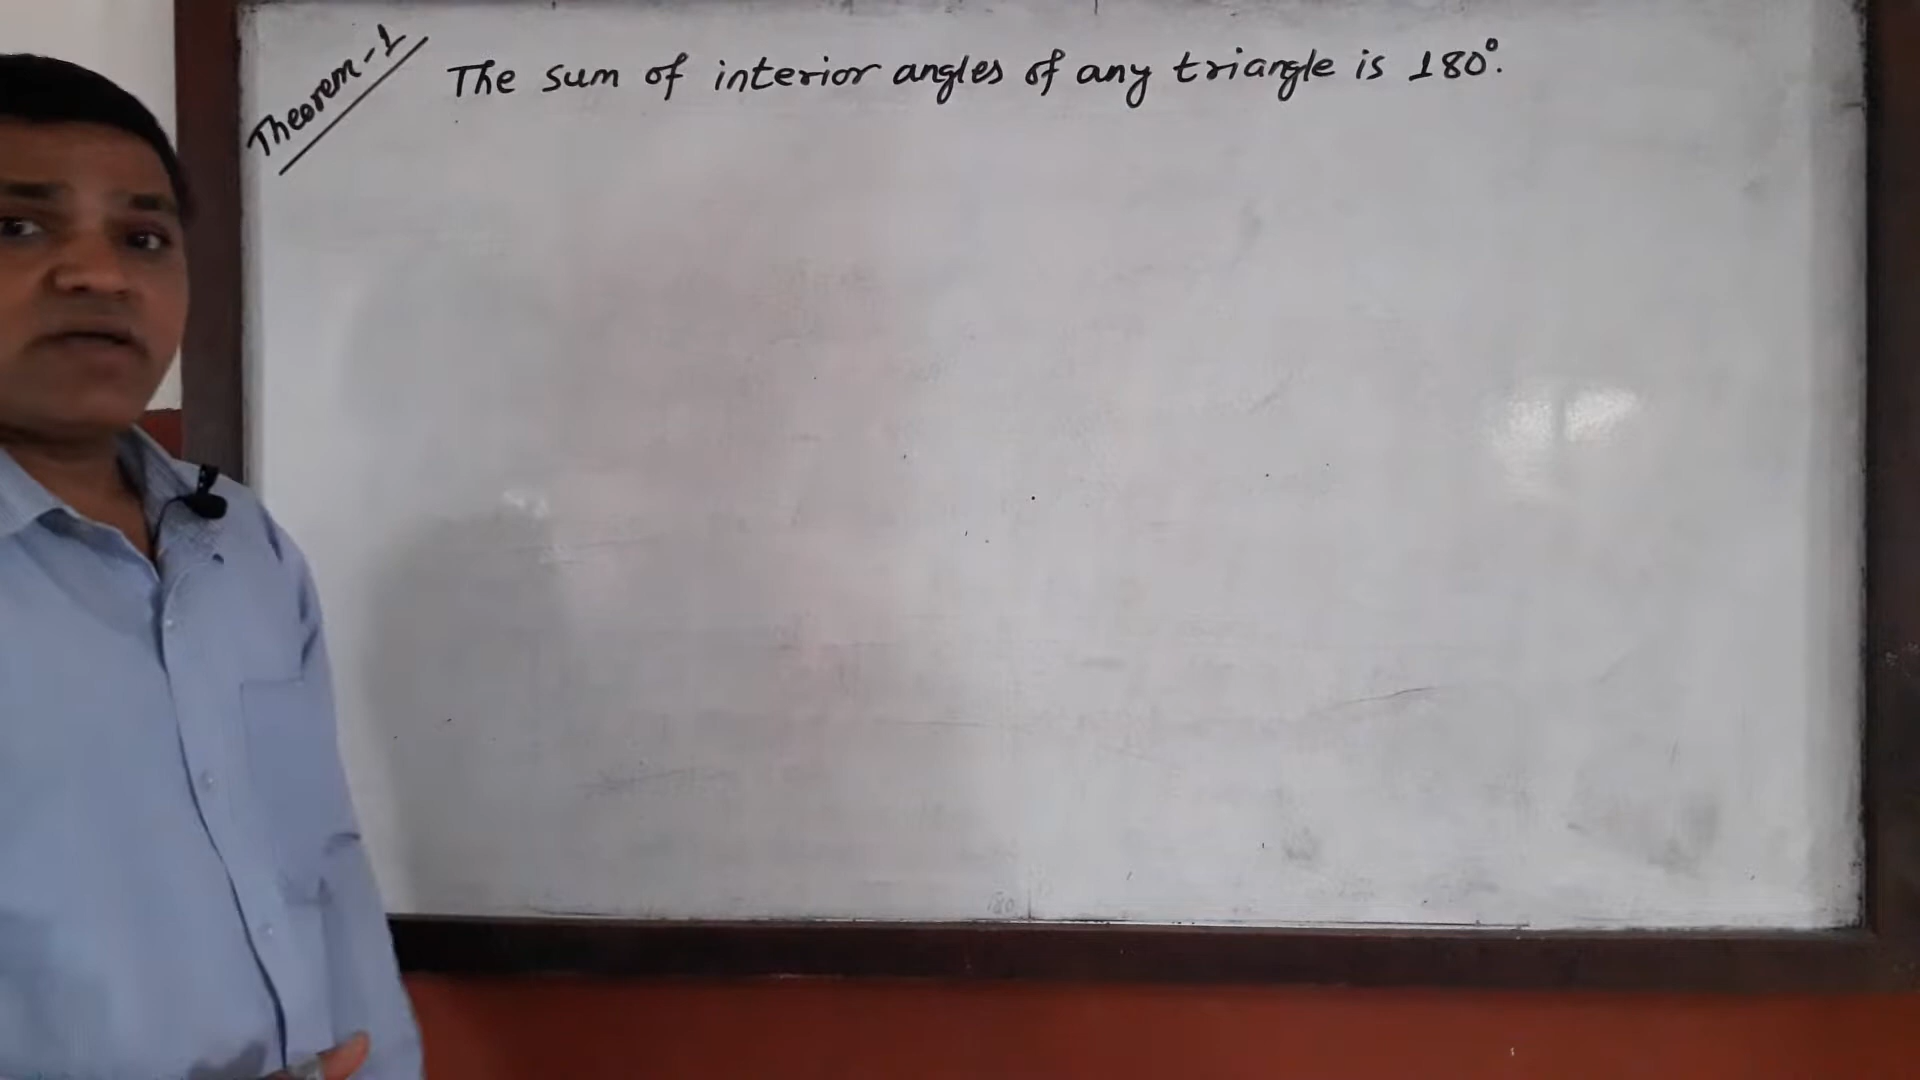 Theorem-1
The sum of interior angles of any triangle is 180°.